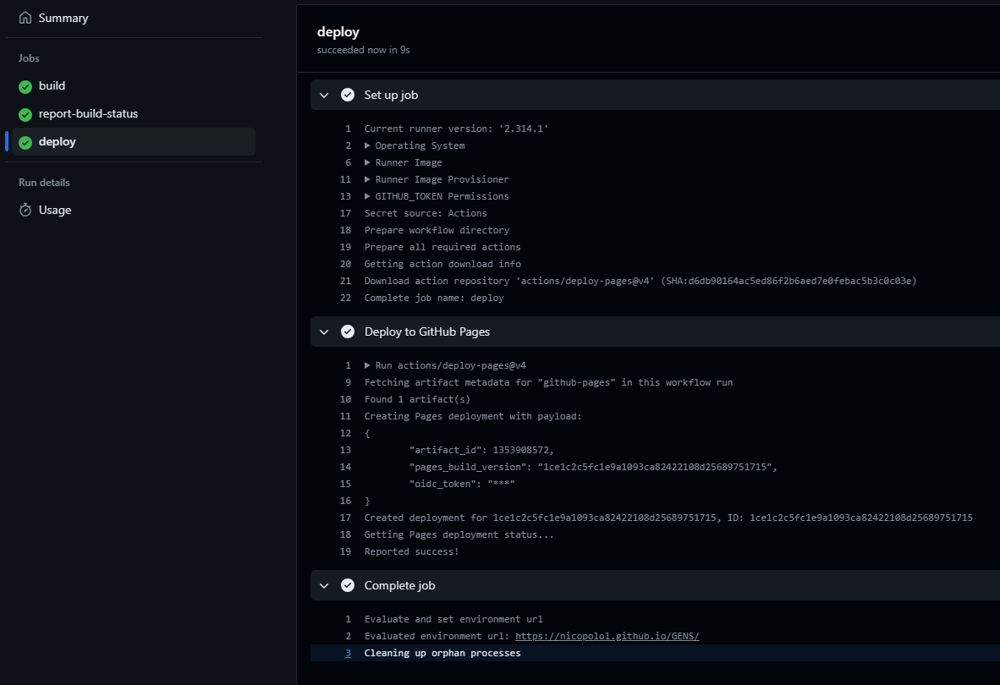 Summary
Jobs
build
report-build-status
deploy
Run details
Usage
deploy
succeeded now in 9s
Set up job
1 Current runner version: '2.314.1'
2 Operating System
6 Runner Image
11 Runner Image Provisioner
13 GITHUB_TOKEN Permissions
17 Secret source: Actions
18 Prepare workflow directory
19 Prepare all required actions
20 Getting action download info
21 Download action repository 'actions/deploy-pages@v4' (SHA:d6db90164ac5ed86f2b6aed7e0febac5b3c0c03e)
22 Complete job name: deploy
Deploy to GitHub Pages
1 Run actions/deploy-pages@v4
9 Fetching artifact metadata for "github-pages" in this workflow run
10 Found 1 artifact(s)
11 Creating Pages deployment with payload:
12 {
13 "artifact_id": 1353908572,
14 "pages_build_version": "1ce1c2c5fc1e9a1093ca82422108d25689751715",
15 "oidc_token": "***"
16 }
17 Created deployment for 1ce1c2c5fc1e9a1093ca82422108d25689751715, ID: 1ce1c2c5fc1e9a1093ca82422108d25689751715
18 Getting Pages deployment status...
19 Reported success!
Complete job
1 Evaluate and set environment url
2 Evaluated environment url: https://nicopolol.github.io/GENS/
3 Cleaning up orphan processes